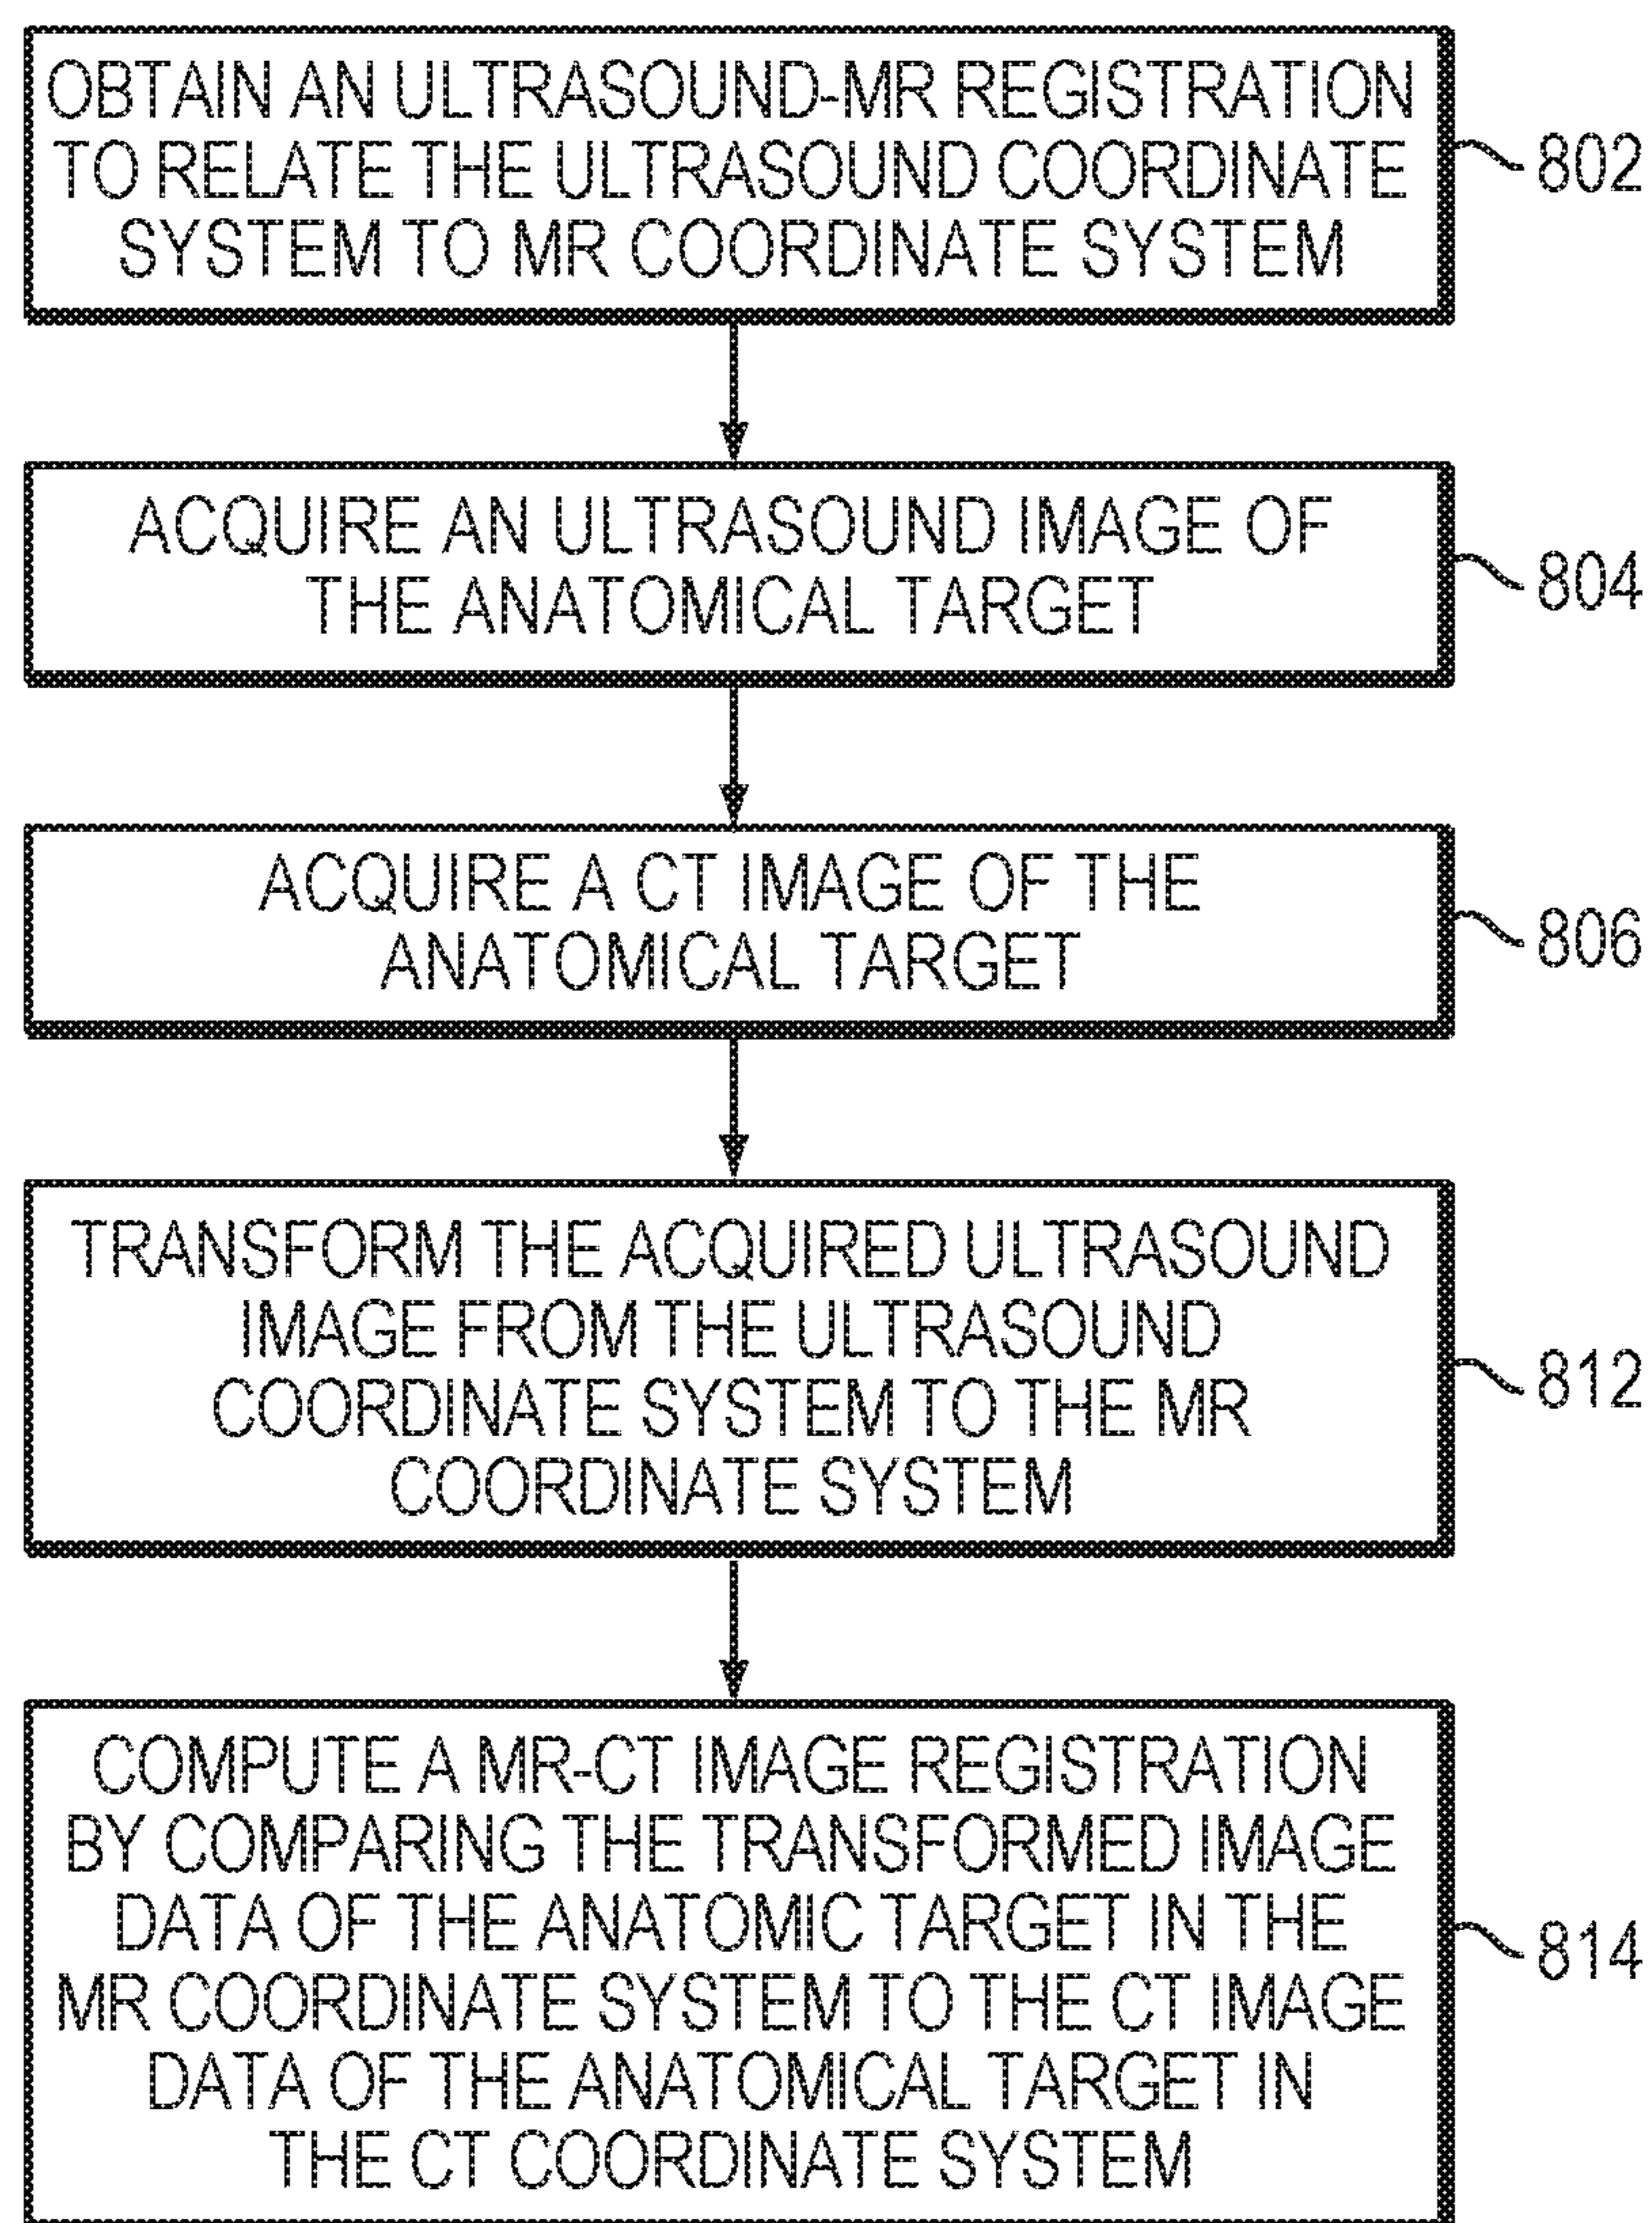 OBTAIN AN ULTRASOUND-MR REGISTRATION
TO RELATE THE ULTRASOUND COORDINATE
SYSTEM TO MR COORDINATE SYSTEM
802
ACQUIRE AN ULTRASOUND IMAGE OF
THE ANATOMICAL TARGET
804
ACQUIRE A CT IMAGE OF THE
ANATOMICAL TARGET
806
TRANSFORM THE ACQUIRED ULTRASOUND
IMAGE FROM THE ULTRASOUND
COORDINATE SYSTEM TO THE MR
COORDINATE SYSTEM
812
COMPUTE A MR-CT IMAGE REGISTRATION
BY COMPARING THE TRANSFORMED IMAGE
DATA OF THE ANATOMIC TARGET IN THE
MR COORDINATE SYSTEM TO THE CT IMAGE
DATA OF THE ANATOMICAL TARGET IN
THE CT COORDINATE SYSTEM
814